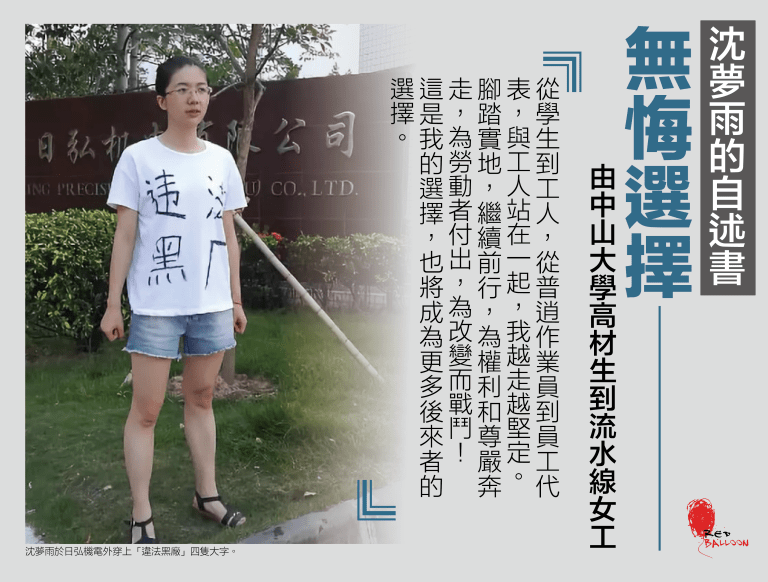 沈夢雨的自述書
無悔選擇
由中山大學高材生到流水線女工
從學生到工人，從普通作業員到員工代
表，與工人站在一起，我越走越堅定。
腳踏實地，繼續前行，為權利和尊嚴奔
走，為勞動者付出，為改變而戰鬥！
這是我的選擇，也將成為更多後來者的
選擇。
日弘机 有限公司
CO., LTD.
违法
黑厂
沈夢雨於日弘機電外穿上「違法黑廠」四隻大字。
RED
BALLOON